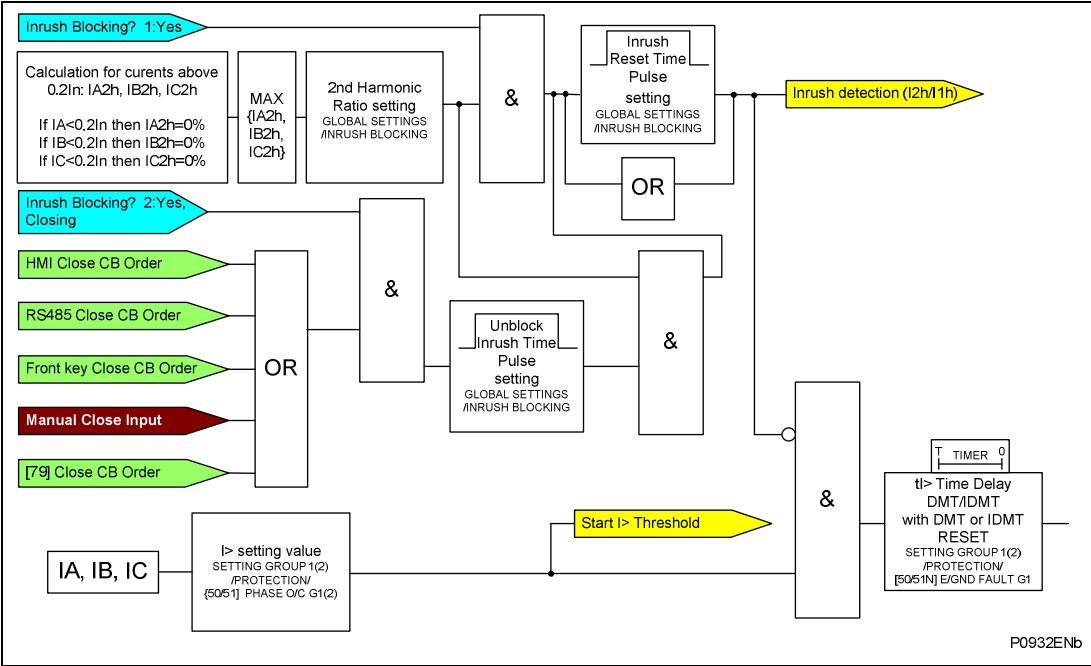 Inrush Blocking? 1:Yes
Calculation for curents above
0.2In: IA2h, IB2h, IC2h
If IA<0.2In then IA2h=0%
If IB<0.2In then IB2h=0%
If IC<0.2In then IC2h=0%
MAX
{IA2h,
IB2h,
IC2h}
2nd Harmonic
Ratio setting
GLOBAL SETTINGS
/INRUSH BLOCKING
&
Inrush
Reset Time
Pulse
setting
GLOBAL SETTINGS
/INRUSH BLOCKING
OR
Inrush detection (I2h/I1h)
Inrush Blocking? 2:Yes,
Closing
HMI Close CB Order
RS485 Close CB Order
Front key Close CB Order
Manual Close Input
[79] Close CB Order
OR
&
Unblock
Inrush Time
Pulse
setting
GLOBAL SETTINGS
/INRUSH BLOCKING
&
IA, IB, IC
I> setting value
SETTING GROUP 1(2)
/PROTECTION/
{50/51] PHASE O/C G1(2)
Start I> Threshold
&
T TIMER 0
tI> Time Delay
DMT/IDMT
with DMT or IDMT
RESET
SETTING GROUP 1(2)
/PROTECTION/
[50/51N] E/GND FAULT G1
P0932ENb